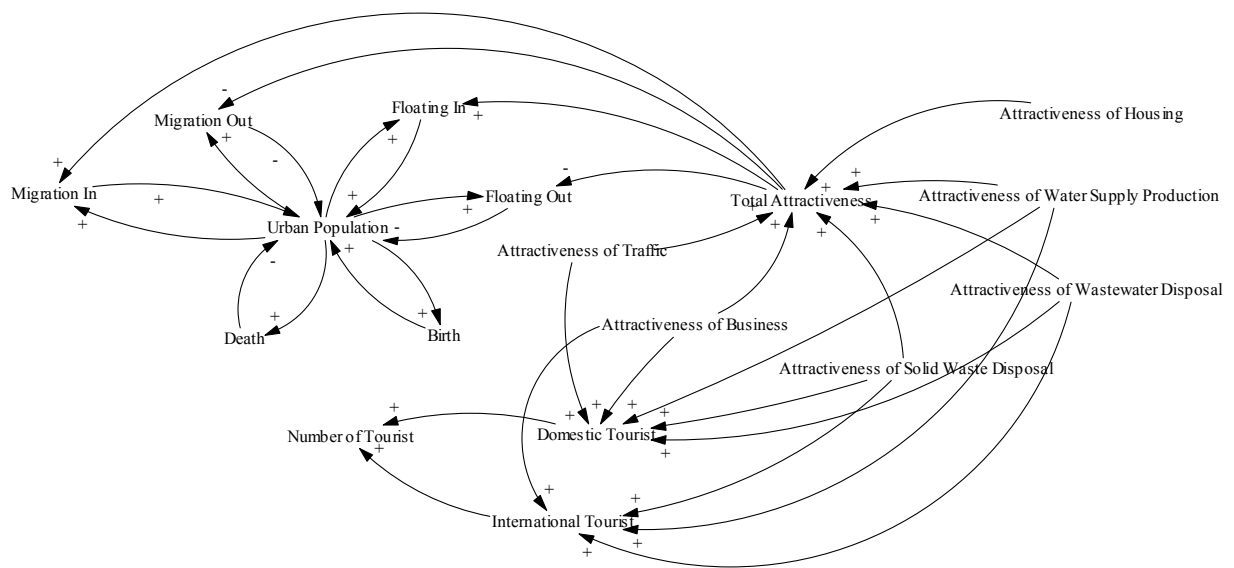 Floating In
Attractiveness of Housing
Migration Out
Migration In
Floating Out
Total Attractiveness
Attractiveness of Water Supply Production
Urban Population
Attractiveness of Traffic
Attractiveness of Wastewater Disposal
Death
Birth
Attractiveness of Business
Attractiveness of Solid Waste Disposal
Number of Tourist
Domestic Tourist
International Tourist